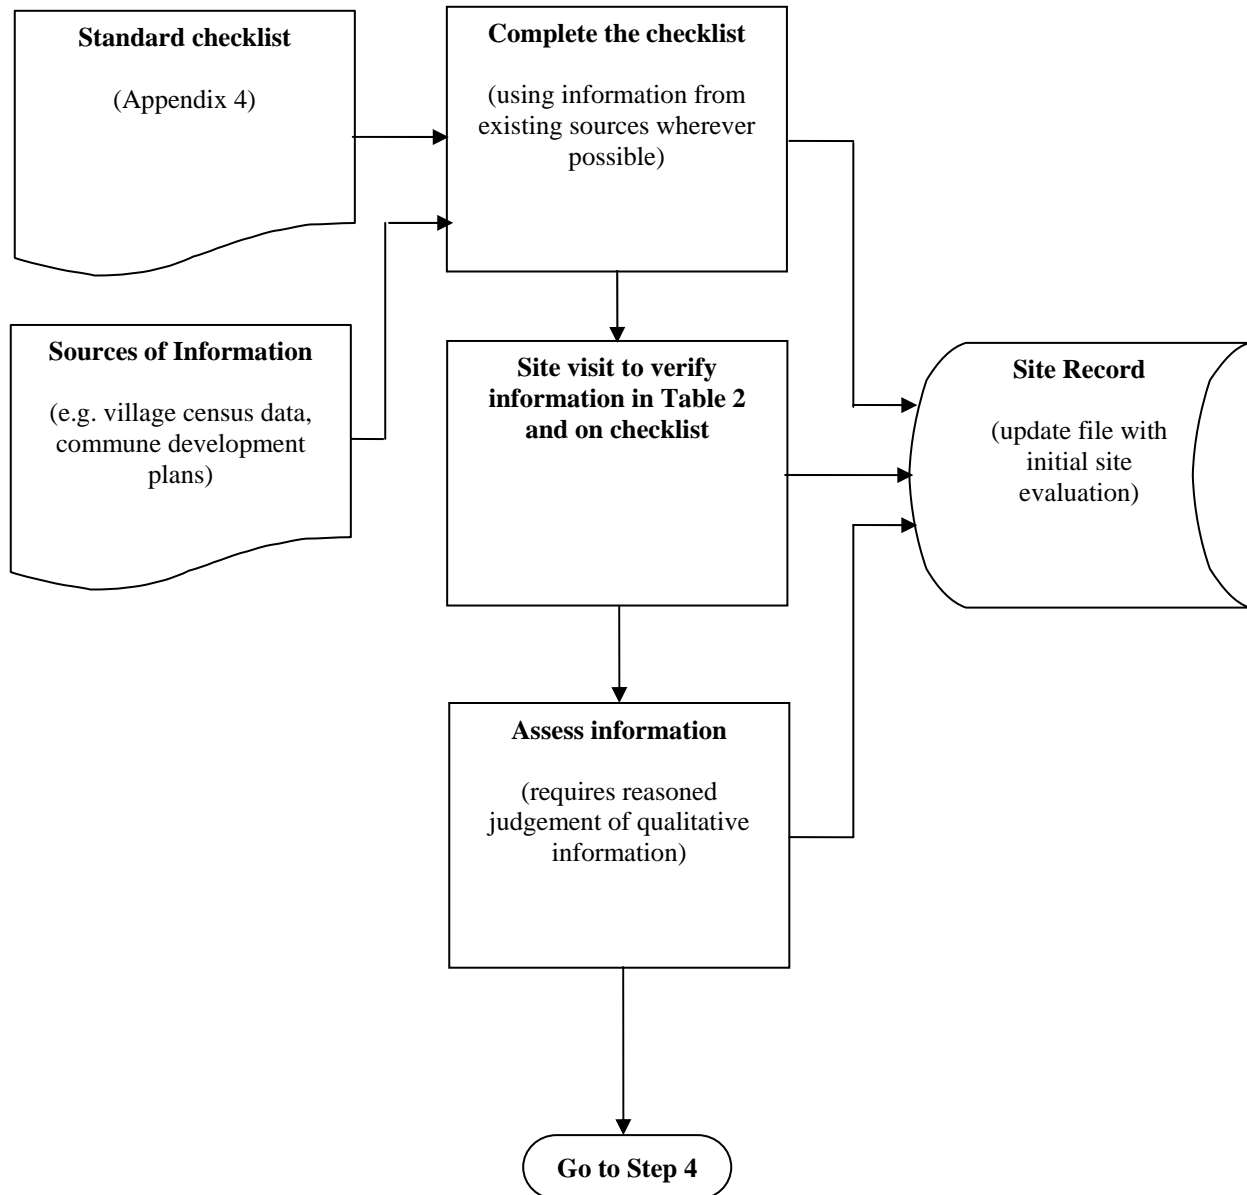 Standard checklist
(Appendix 4)
Complete the checklist
(using information from
existing sources wherever
possible)
Sources of Information
(e.g. village census data,
commune development
plans)
Site visit to verify
information in Table 2
and on checklist
Site Record
(update file with
initial site
evaluation)
Assess information
(requires reasoned
judgement of qualitative
information)
Go to Step 4